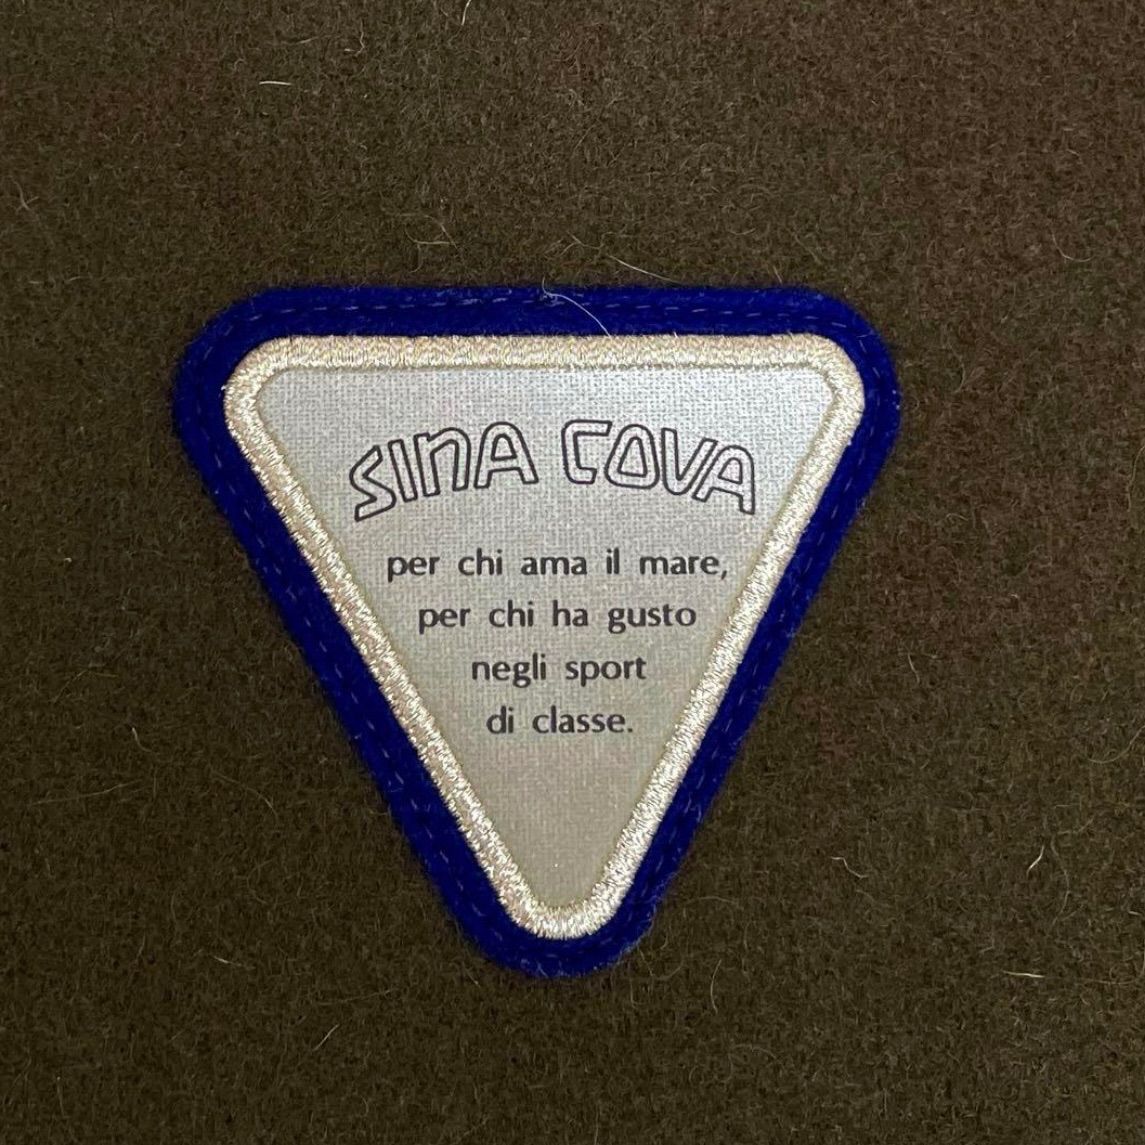 SINA COVA
per chi ama il mare,
per chi ha gusto
negli sport
di classe.